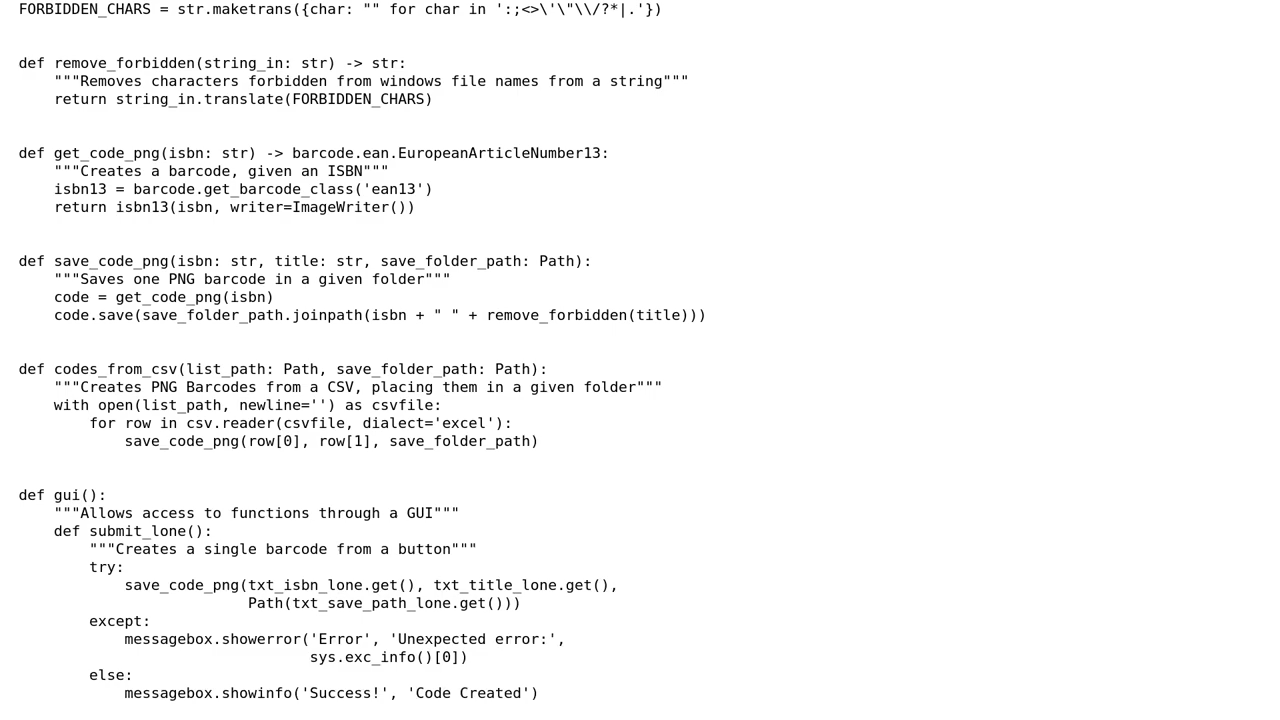 FORBIDDEN_CHARS = str.maketrans({char: "" for char in ':;<>\'\"\\/?*|.'})


def remove_forbidden(string_in: str) -> str:
    """Removes characters forbidden from windows file names from a string"""
    return string_in.translate(FORBIDDEN_CHARS)


def get_code_png(isbn: str) -> barcode.ean.EuropeanArticleNumber13:
    """Creates a barcode, given an ISBN"""
    isbn13 = barcode.get_barcode_class('ean13')
    return isbn13(isbn, writer=ImageWriter())


def save_code_png(isbn: str, title: str, save_folder_path: Path):
    """Saves one PNG barcode in a given folder"""
    code = get_code_png(isbn)
    code.save(save_folder_path.joinpath(isbn + " " + remove_forbidden(title)))


def codes_from_csv(list_path: Path, save_folder_path: Path):
    """Creates PNG Barcodes from a CSV, placing them in a given folder"""
    with open(list_path, newline='') as csvfile:
        for row in csv.reader(csvfile, dialect='excel'):
            save_code_png(row[0], row[1], save_folder_path)


def gui():
    """Allows access to functions through a GUI"""
    def submit_lone():
        """Creates a single barcode from a button"""
        try:
            save_code_png(txt_isbn_lone.get(), txt_title_lone.get(),
                          Path(txt_save_path_lone.get()))
        except:
            messagebox.showerror('Error', 'Unexpected error:',
                                 sys.exc_info()[0])
        else:
            messagebox.showinfo('Success!', 'Code Created')